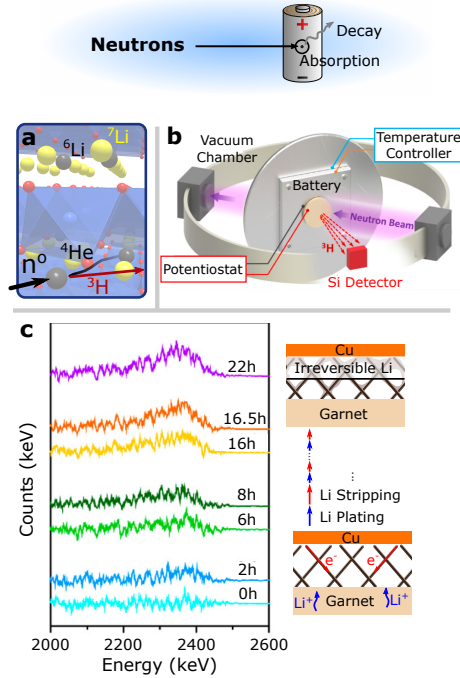 Neutrons
+
Decay
Absorption
−
a
⁶Li
⁷Li
n⁰
⁴He
³H
b
Vacuum
Chamber
Temperature
Controller
Battery
Neutron Beam
³H
Potentiostat
Si Detector
c
Counts (keV)
22h
16.5h
16h
8h
6h
2h
0h
2000
2200
2400
2600
Energy (keV)
Cu
Irreversible Li
Garnet
Li Stripping
Li Plating
Cu
e⁻
e⁻
Li⁺
Garnet
Li⁺